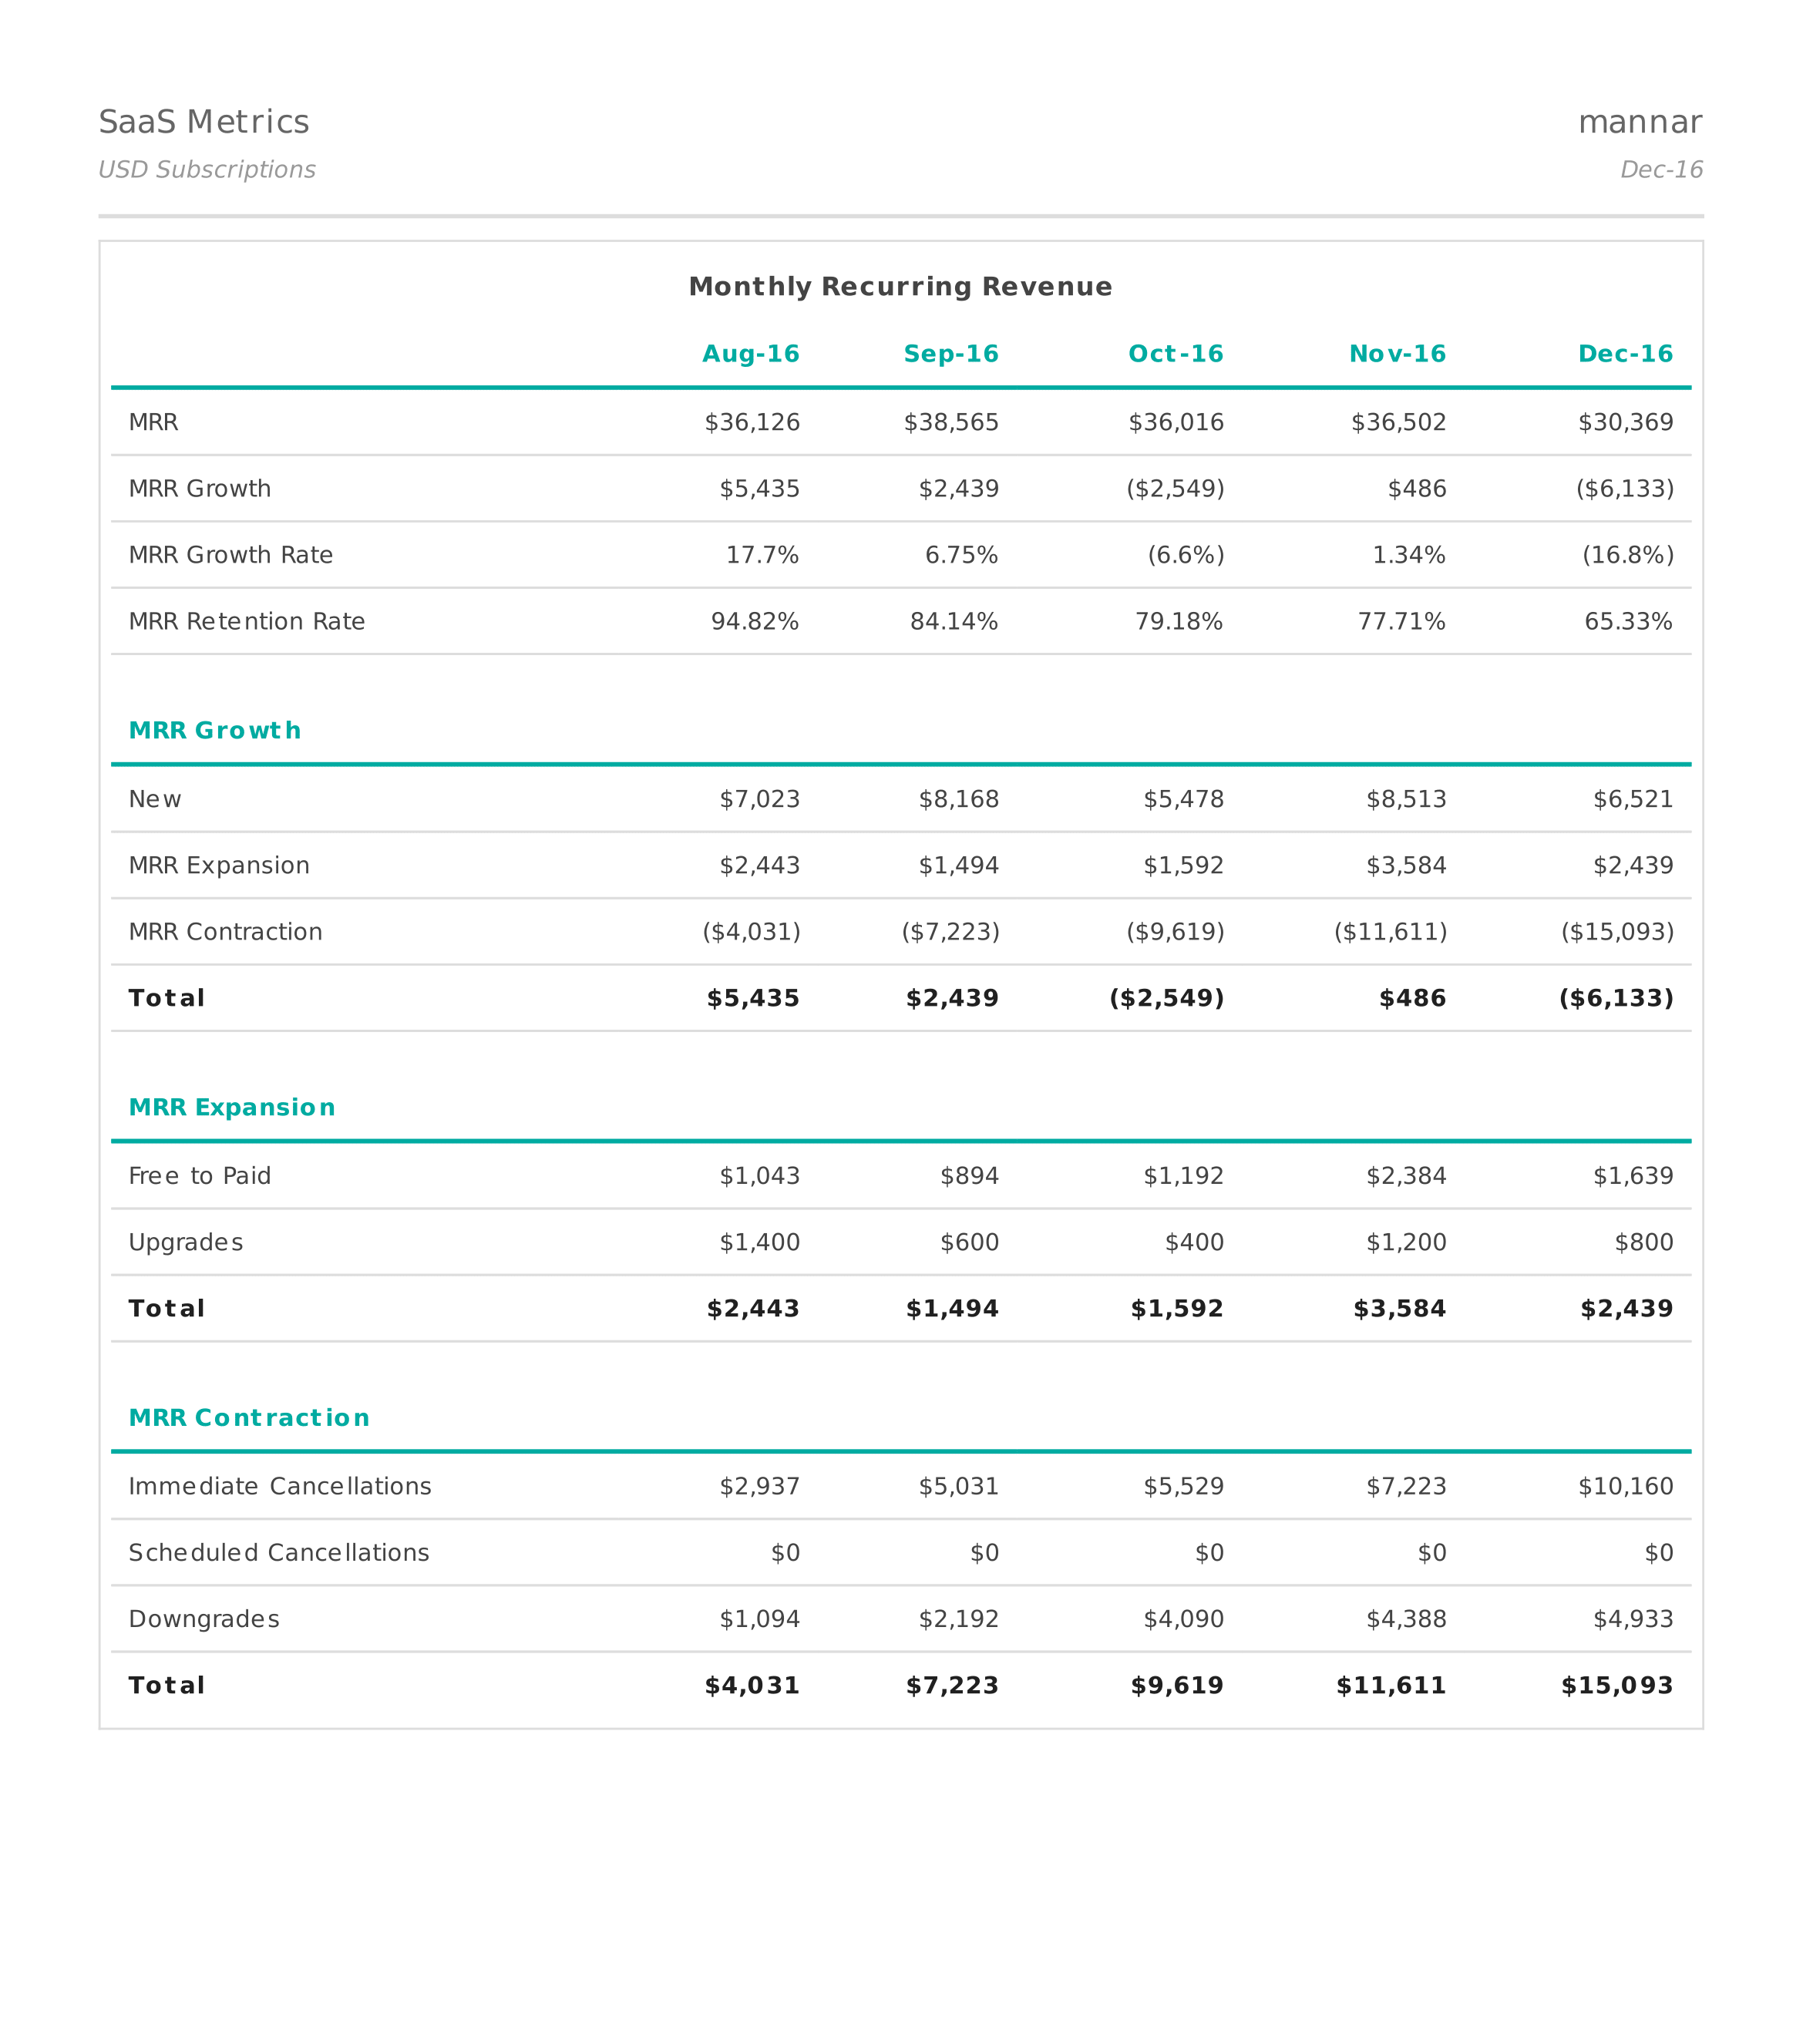 SaaS Metrics mannar
USD Subscriptions Dec-16
Monthly Recurring Revenue
Aug-16 Sep-16 Oct-16 Nov-16 Dec-16
MRR $36,126 $38,565 $36,016 $36,502 $30,369
MRR Growth $5,435 $2,439 ($2,549) $486 ($6,133)
MRR Growth Rate 17.7% 6.75% (6.6%) 1.34% (16.8%)
MRR Retention Rate 94.82% 84.14% 79.18% 77.71% 65.33%
MRR Growth
New $7,023 $8,168 $5,478 $8,513 $6,521
MRR Expansion $2,443 $1,494 $1,592 $3,584 $2,439
MRR Contraction ($4,031) ($7,223) ($9,619) ($11,611) ($15,093)
Total $5,435 $2,439 ($2,549) $486 ($6,133)
MRR Expansion
Free to Paid $1,043 $894 $1,192 $2,384 $1,639
Upgrades $1,400 $600 $400 $1,200 $800
Total $2,443 $1,494 $1,592 $3,584 $2,439
MRR Contraction
Immediate Cancellations $2,937 $5,031 $5,529 $7,223 $10,160
Scheduled Cancellations $0 $0 $0 $0 $0
Downgrades $1,094 $2,192 $4,090 $4,388 $4,933
Total $4,031 $7,223 $9,619 $11,611 $15,093